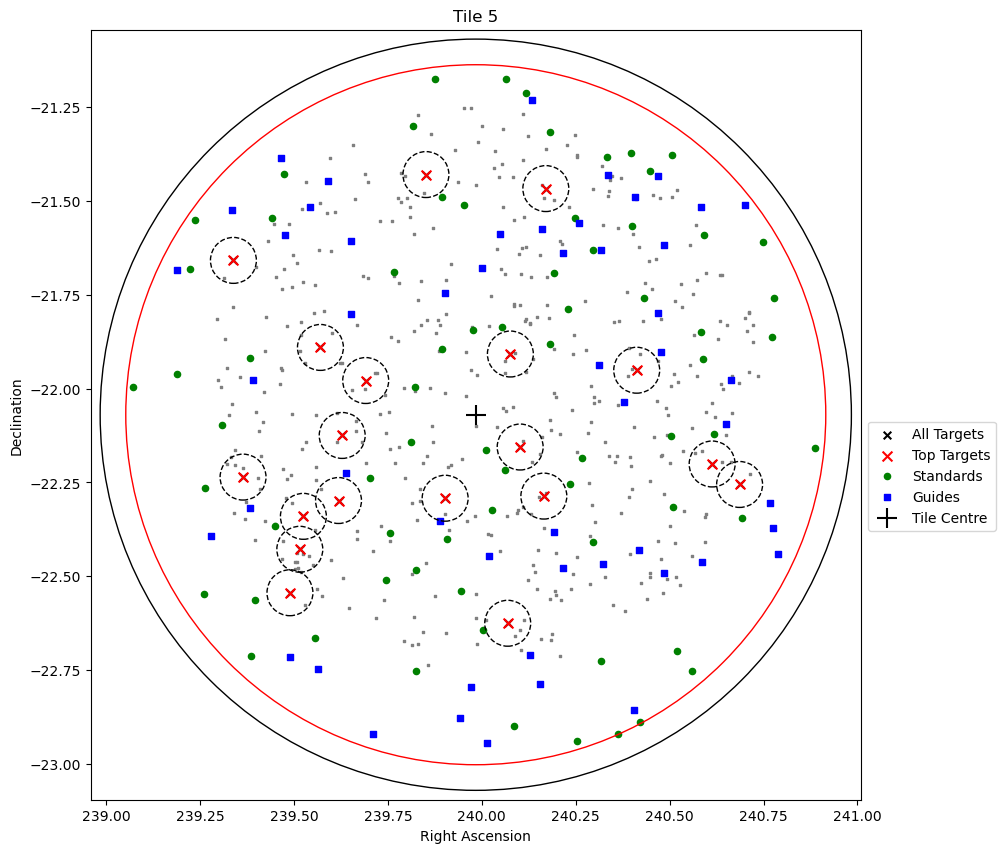 Tile 5
Declination
−21.25
−21.50
−21.75
−22.00
−22.25
−22.50
−22.75
−23.00
239.00 239.25 239.50 239.75 240.00 240.25 240.50 240.75 241.00
Right Ascension
All Targets
Top Targets
Standards
Guides
Tile Centre